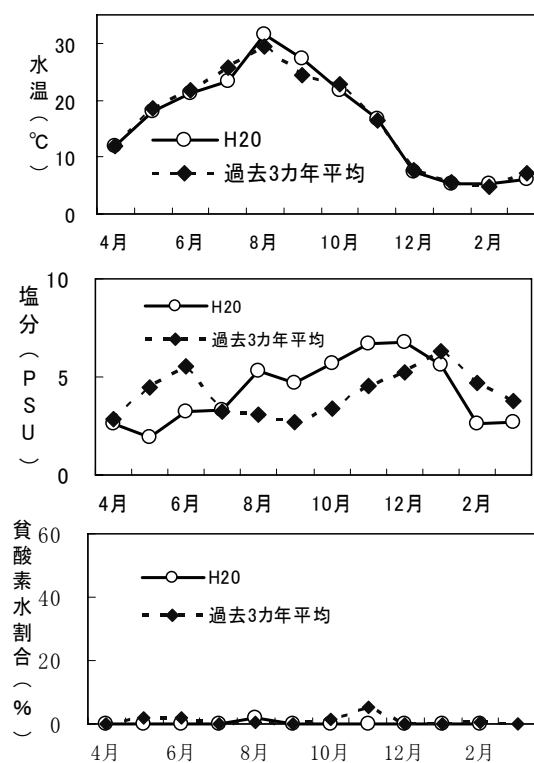 水温(℃)
30
20
10
0
H20
過去3カ年平均
4月 6月 8月 10月 12月 2月
塩分(PSU)
10
5
0
H20
過去3カ年平均
4月 6月 8月 10月 12月 2月
貧酸素水割合(%)
60
40
20
0
H20
過去3カ年平均
4月 6月 8月 10月 12月 2月